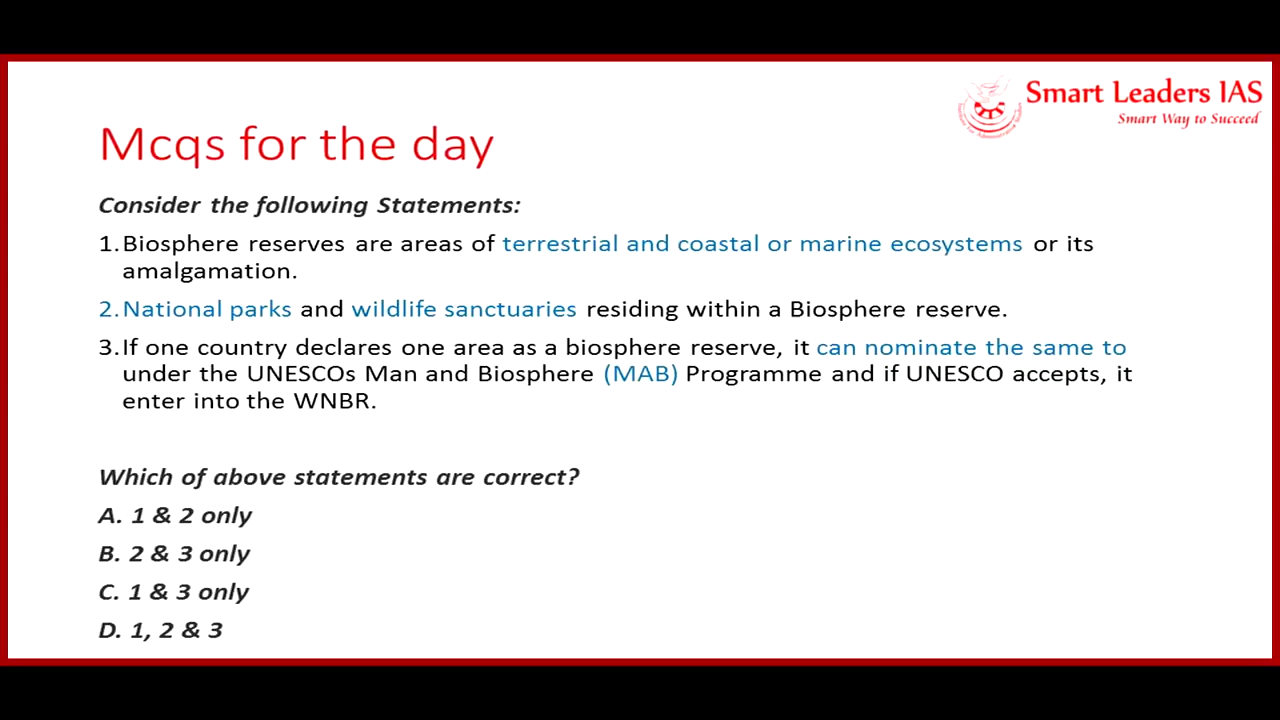 Smart Leaders IAS
Smart Way to Succeed
Mcqs for the day
Consider the following Statements:
1. Biosphere reserves are areas of terrestrial and coastal or marine ecosystems or its
amalgamation.
2. National parks and wildlife sanctuaries residing within a Biosphere reserve.
3. If one country declares one area as a biosphere reserve, it can nominate the same to
under the UNESCOs Man and Biosphere (MAB) Programme and if UNESCO accepts, it
enter into the WNBR.
Which of above statements are correct?
A. 1 & 2 only
B. 2 & 3 only
C. 1 & 3 only
D. 1, 2 & 3